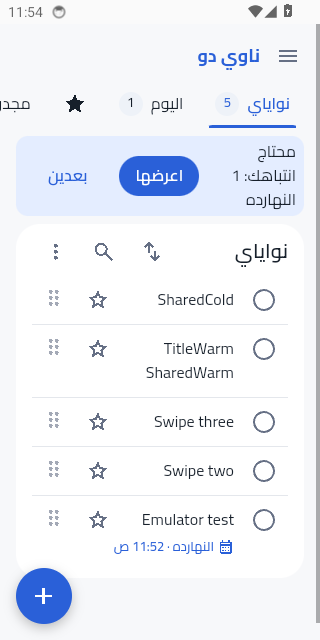 11:54
ناوي دو
نواياي 5
اليوم 1
مجدو
محتاج
انتباهك: 1
النهارده
اعرضها
بعدين
نواياي
SharedCold
TitleWarm
SharedWarm
Swipe three
Swipe two
Emulator test
النهارده · 11:52 ص